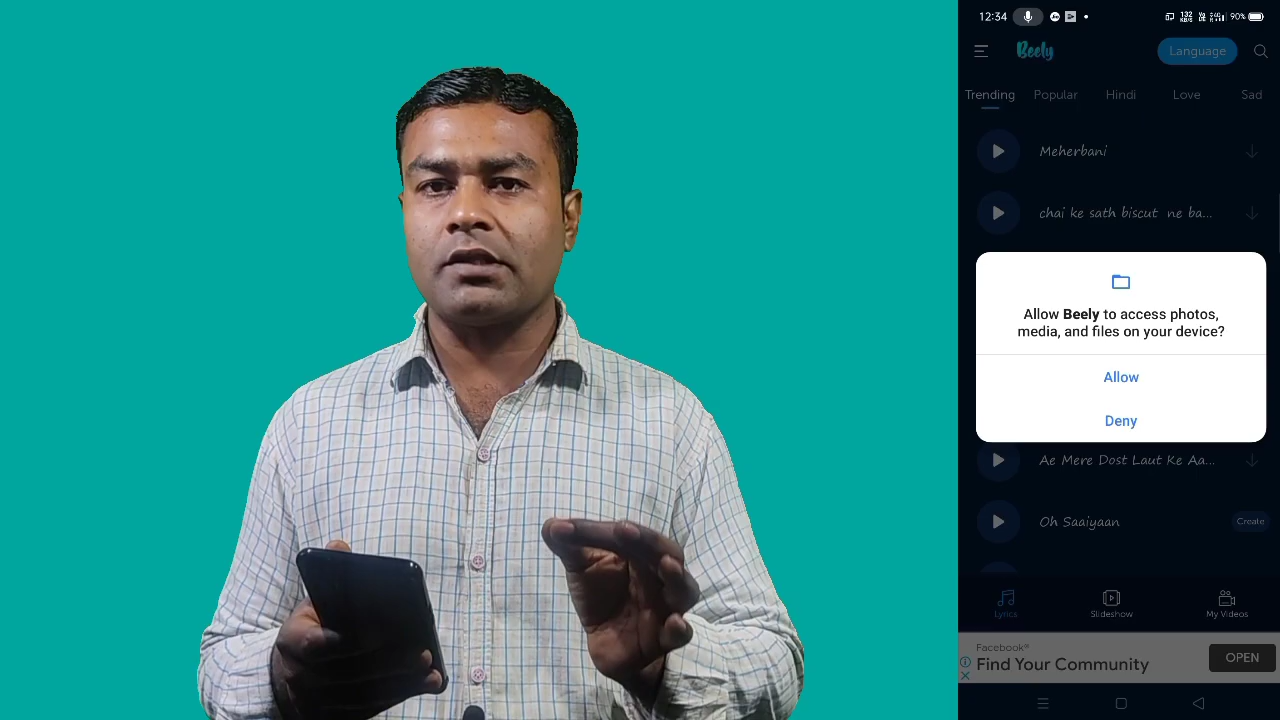 12:34
132
KB/S
90%
Beely
Language
Trending
Popular
Hindi
Love
Sad
Meherbani
chai ke sath biscut ne ba...
Allow Beely to access photos,
media, and files on your device?
Allow
Deny
Ae Mere Dost Laut Ke Aa...
Oh Saaiyaan
Create
Lyrics
Slideshow
My Videos
Facebook®
Find Your Community
OPEN